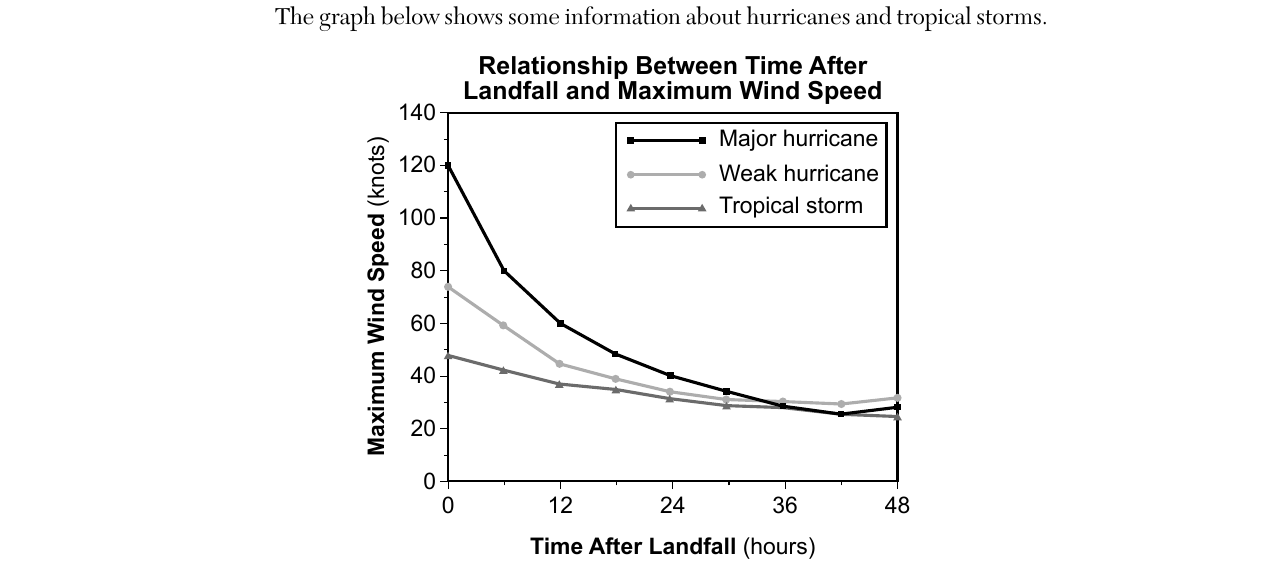 The graph below shows some information about hurricanes and tropical storms.
Relationship Between Time After
Landfall and Maximum Wind Speed
Maximum Wind Speed (knots)
140
120
100
80
60
40
20
0
Major hurricane
Weak hurricane
Tropical storm
0 12 24 36 48
Time After Landfall (hours)